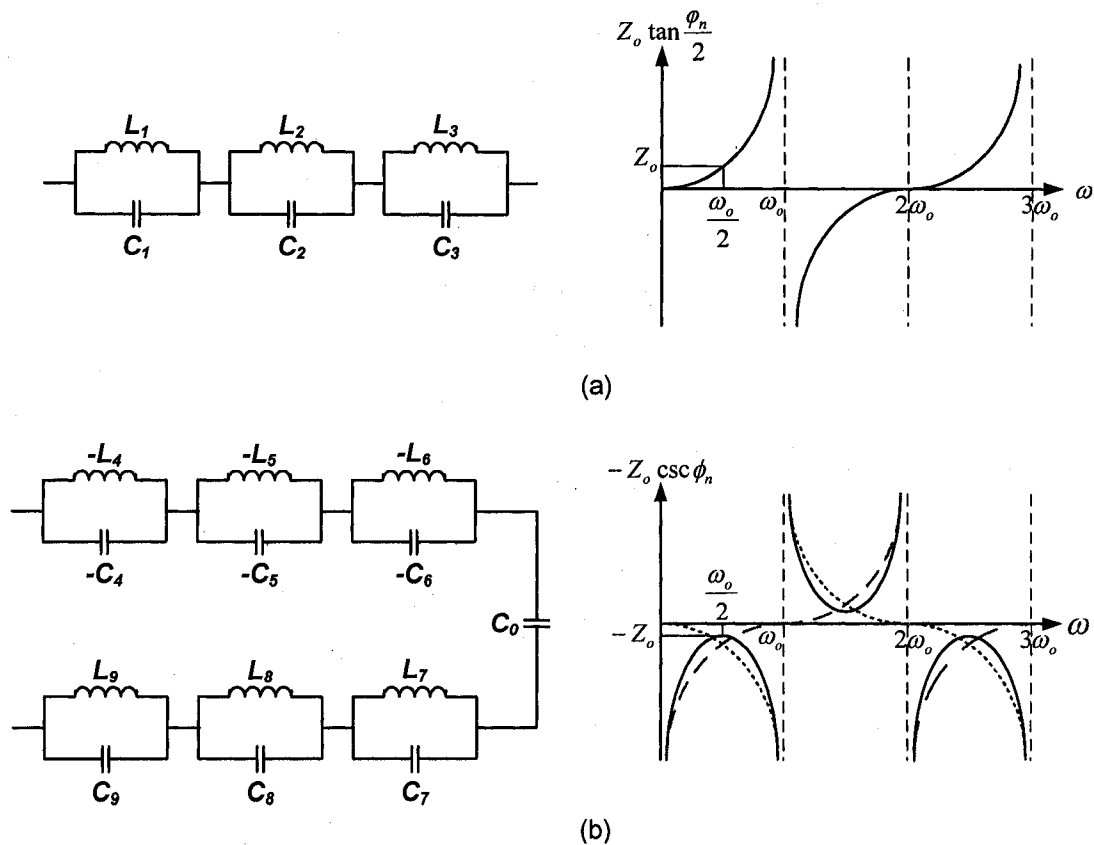 L₁ L₂ L₃
C₁ C₂ C₃
Zₒ tan φₙ/2
Zₒ
ωₒ/2 ωₒ 2ωₒ 3ωₒ ω
(a)
-L₄ -L₅ -L₆
-C₄ -C₅ -C₆
C₀
L₉ L₈ L₇
C₉ C₈ C₇
−Zₒ csc ϕₙ
ωₒ/2
−Zₒ ωₒ 2ωₒ 3ωₒ ω
(b)